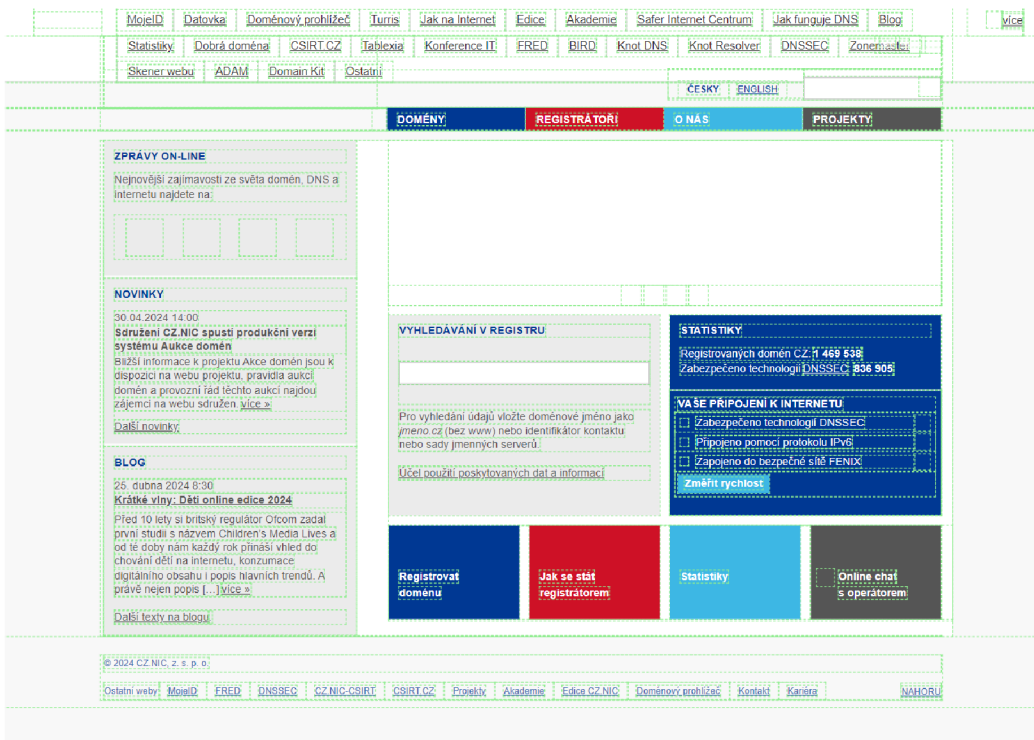 MojeID Datovka Doménový prohlížeč Turris Jak na Internet Edice Akademie Safer Internet Centrum Jak funguje DNS Blog více
Statistiky Dobrá doména CSIRT.CZ Tablexia Konference IT FRED BIRD Knot DNS Knot Resolver DNSSEC Zonemaster
Skener webu ADAM Domain Kit Ostatní
ČESKY ENGLISH
DOMÉNY REGISTRÁTOŘI O NÁS PROJEKTY
ZPRÁVY ON-LINE
Nejnovější zajímavosti ze světa domén, DNS a
Internetu najdete na:
NOVINKY
30.04.2024 14:00
Sdružení CZ.NIC spustí produkční verzi
systému Aukce domén
Bližší informace k projektu Akce domén jsou k
dispozici na webu projektu, pravidla aukcí
domén a provozní řád těchto aukcí najdou
zájemci na webu sdružen. více »
Další novinky
BLOG
25. dubna 2024 8:30
Krátké vlny: Děti online edice 2024
Před 10 lety si britský regulátor Ofcom zadal
první studii s názvem Children's Media Lives a
od té doby nám každý rok přináší vhled do
chování dětí na internetu, konzumace
digitálního obsahu i popis hlavních trendů. A
právě nejen popis […] více »
Další texty na blogu
VYHLEDÁVÁNÍ V REGISTRU
Pro vyhledání údajů vložte doménové jméno jako
jmeno.cz (bez www) nebo identifikátor kontaktu
nebo sady jmenných serverů.
Účel použití poskytovaných dat a informací
STATISTIKY
Registrovaných domén CZ: 1 469 538
Zabezpečeno technologií DNSSEC: 836 905
VAŠE PŘIPOJENÍ K INTERNETU
Zabezpečeno technologií DNSSEC
Připojeno pomocí protokolu IPv6
Zapojeno do bezpečné sítě FENIX
Změřit rychlost
Registrovat
doménu
Jak se stát
registrátorem
Statistiky
Online chat
s operátorem
© 2024 CZ.NIC, z. s. p. o.
Ostatní weby MojeID FRED DNSSEC CZ.NIC-CSIRT CSIRT.CZ Projekty Akademie Edice CZ.NIC Doménový prohlížeč Kontakt Kariéra NAHORU